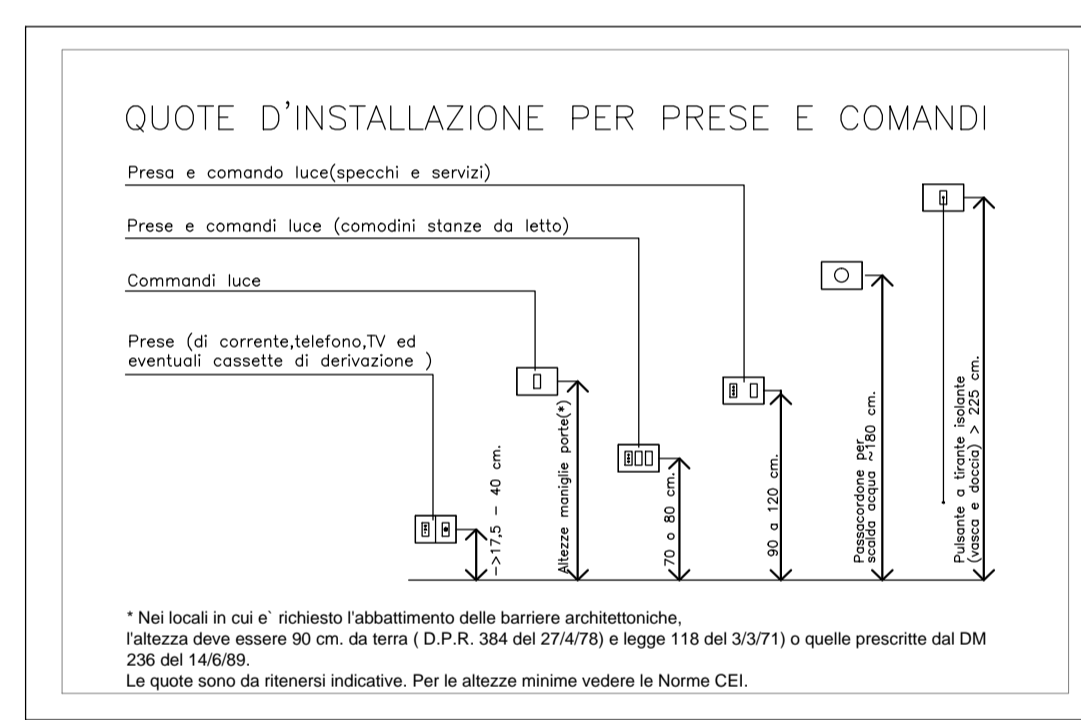 QUOTE D'INSTALLAZIONE PER PRESE E COMANDI
Presa e comando luce(specchi e servizi)
Prese e comandi luce (comodini stanze da letto)
Commandi luce
Prese (di corrente,telefono,TV ed
eventuali cassette di derivazione )
->17,5 - 40 cm.
Altezze maniglie porte(*)
70 o 80 cm.
90 a 120 cm.
Passacordone per
scalda acqua ~180 cm.
Pulsante a tirante isolante
(vasca e doccia) > 225 cm.
* Nei locali in cui e` richiesto l'abbattimento delle barriere architettoniche,
l'altezza deve essere 90 cm. da terra ( D.P.R. 384 del 27/4/78) e legge 118 del 3/3/71) o quelle prescritte dal DM
236 del 14/6/89.
Le quote sono da ritenersi indicative. Per le altezze minime vedere le Norme CEI.